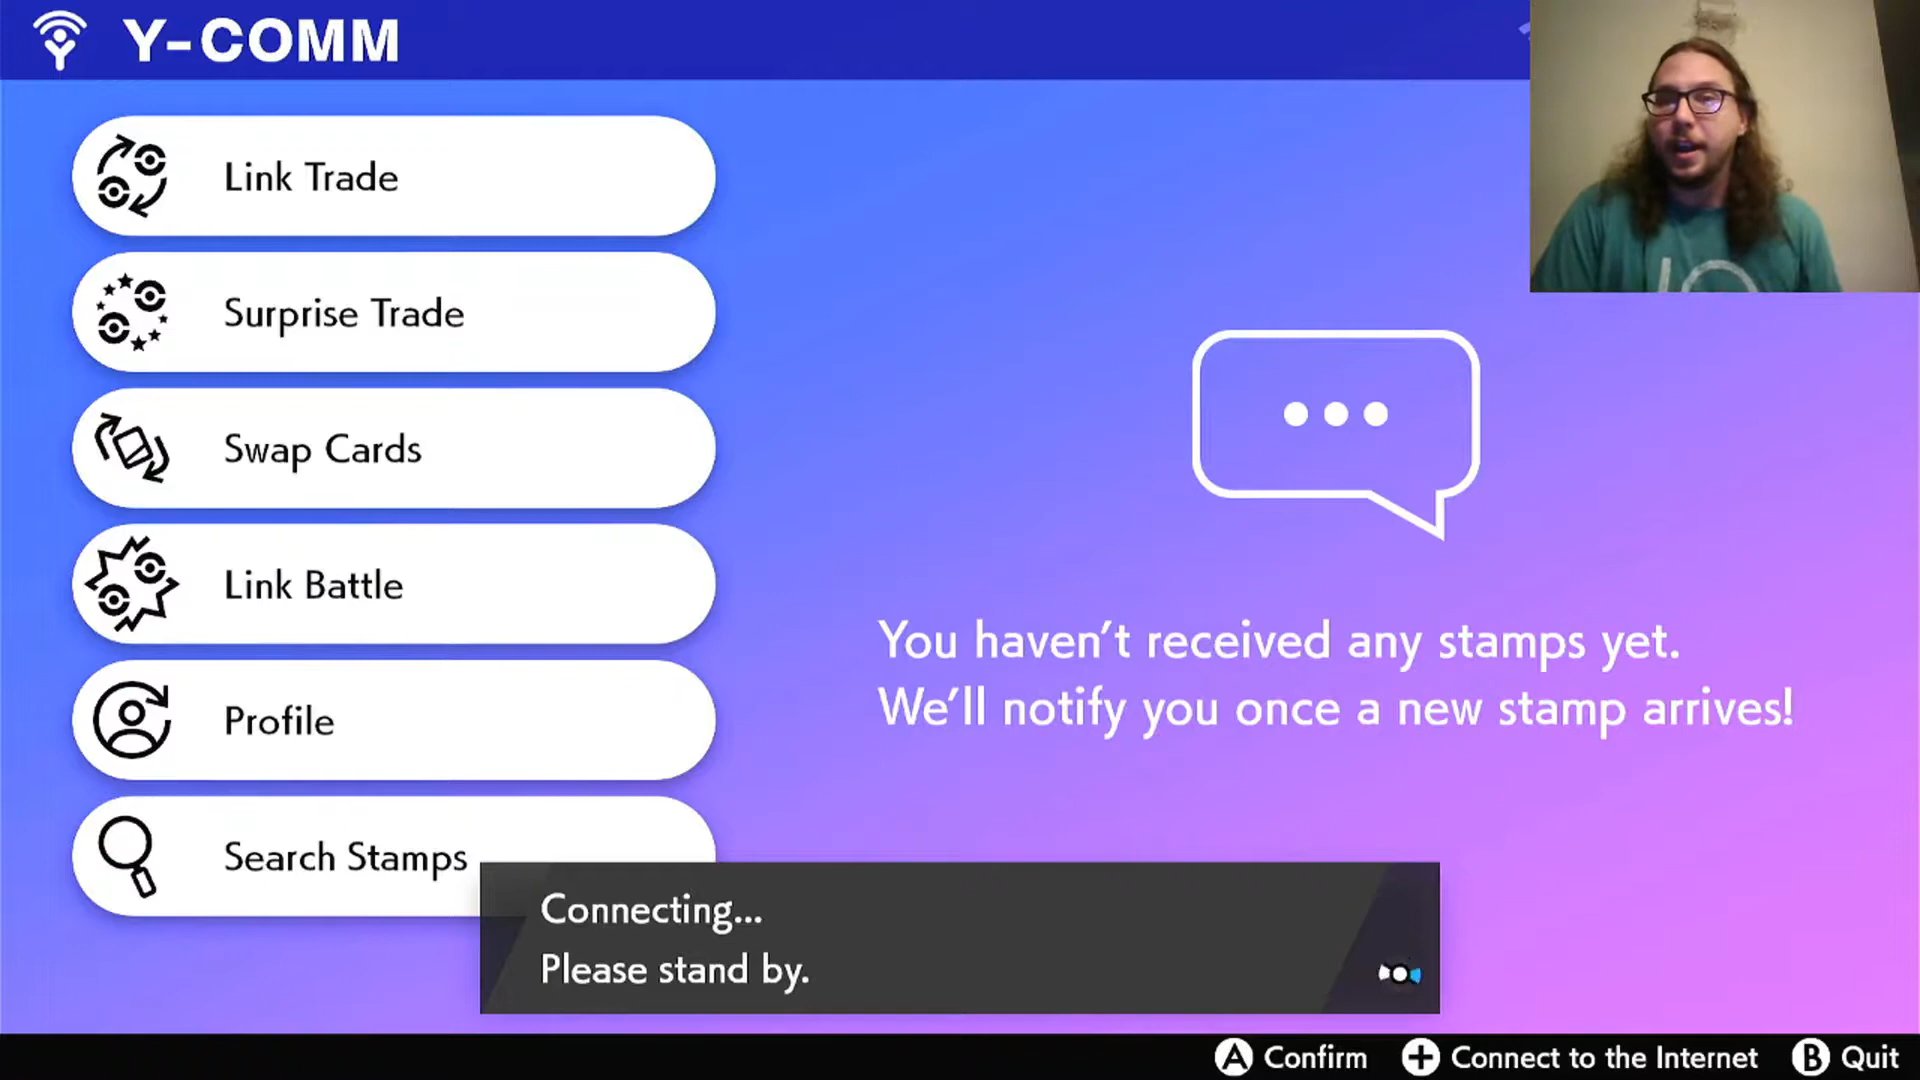 Y-COMM
Link Trade
Surprise Trade
Swap Cards
Link Battle
Profile
Search Stamps
You haven't received any stamps yet.
We'll notify you once a new stamp arrives!
Connecting...
Please stand by.
A Confirm + Connect to the Internet B Quit